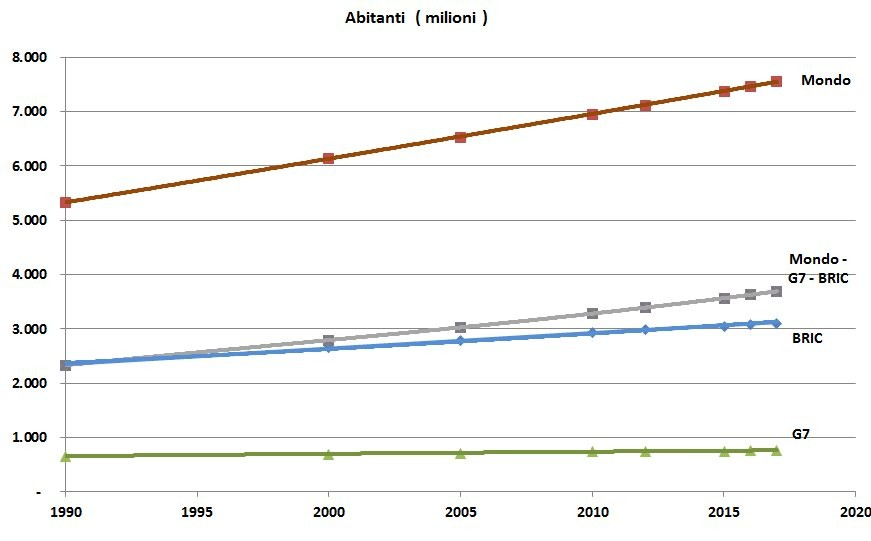 Abitanti ( milioni )
8.000
7.000
6.000
5.000
4.000
3.000
2.000
1.000
-
Mondo
Mondo -
G7 - BRIC
BRIC
G7
1990 1995 2000 2005 2010 2015 2020